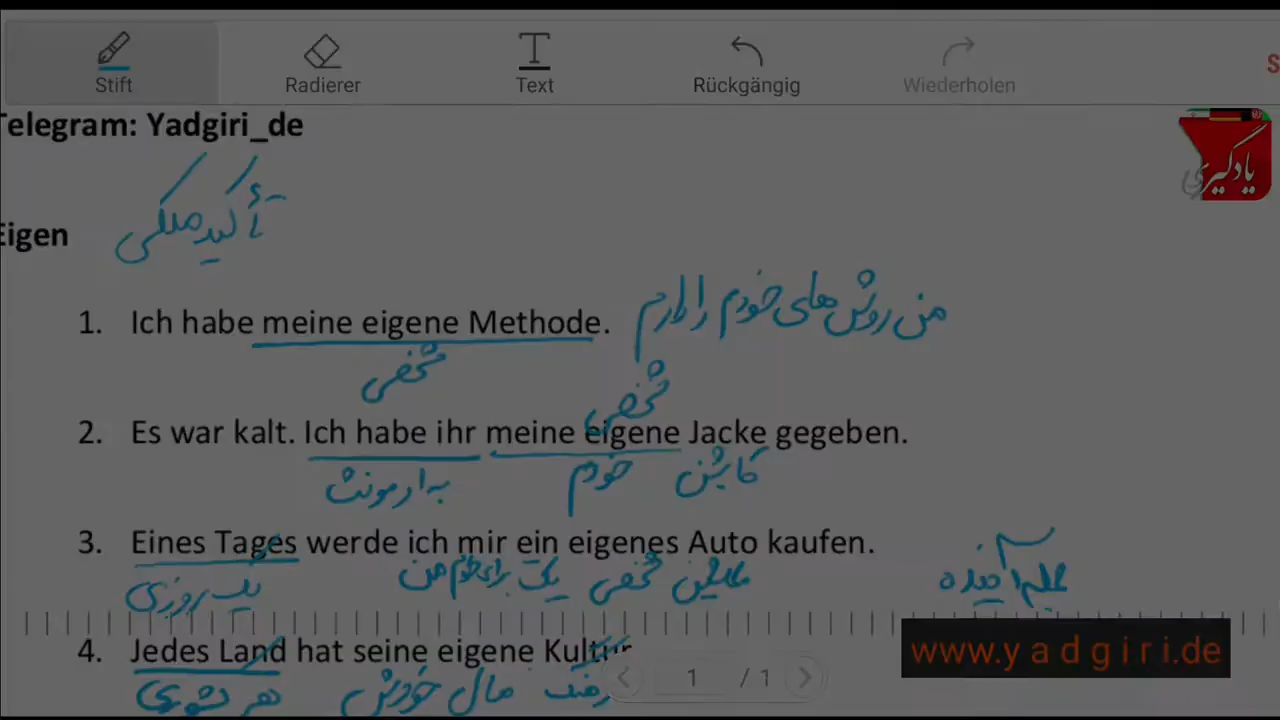 Stift Radierer Text Rückgängig Wiederholen S
Telegram: Yadgiri_de
یادگیری
Eigen تأکید ملکی
1. Ich habe meine eigene Methode. من روش های خودم را دارم
شخصی
شخصی
2. Es war kalt. Ich habe ihr meine eigene Jacke gegeben.
به او مونث خودم کاپشن
3. Eines Tages werde ich mir ein eigenes Auto kaufen.
یک روزی یک برای خودم من شخصی ماشین جمله آینده
4. Jedes Land hat seine eigene Kultur
www.yadgiri.de
1 / 1
هر کشوری مال خودش